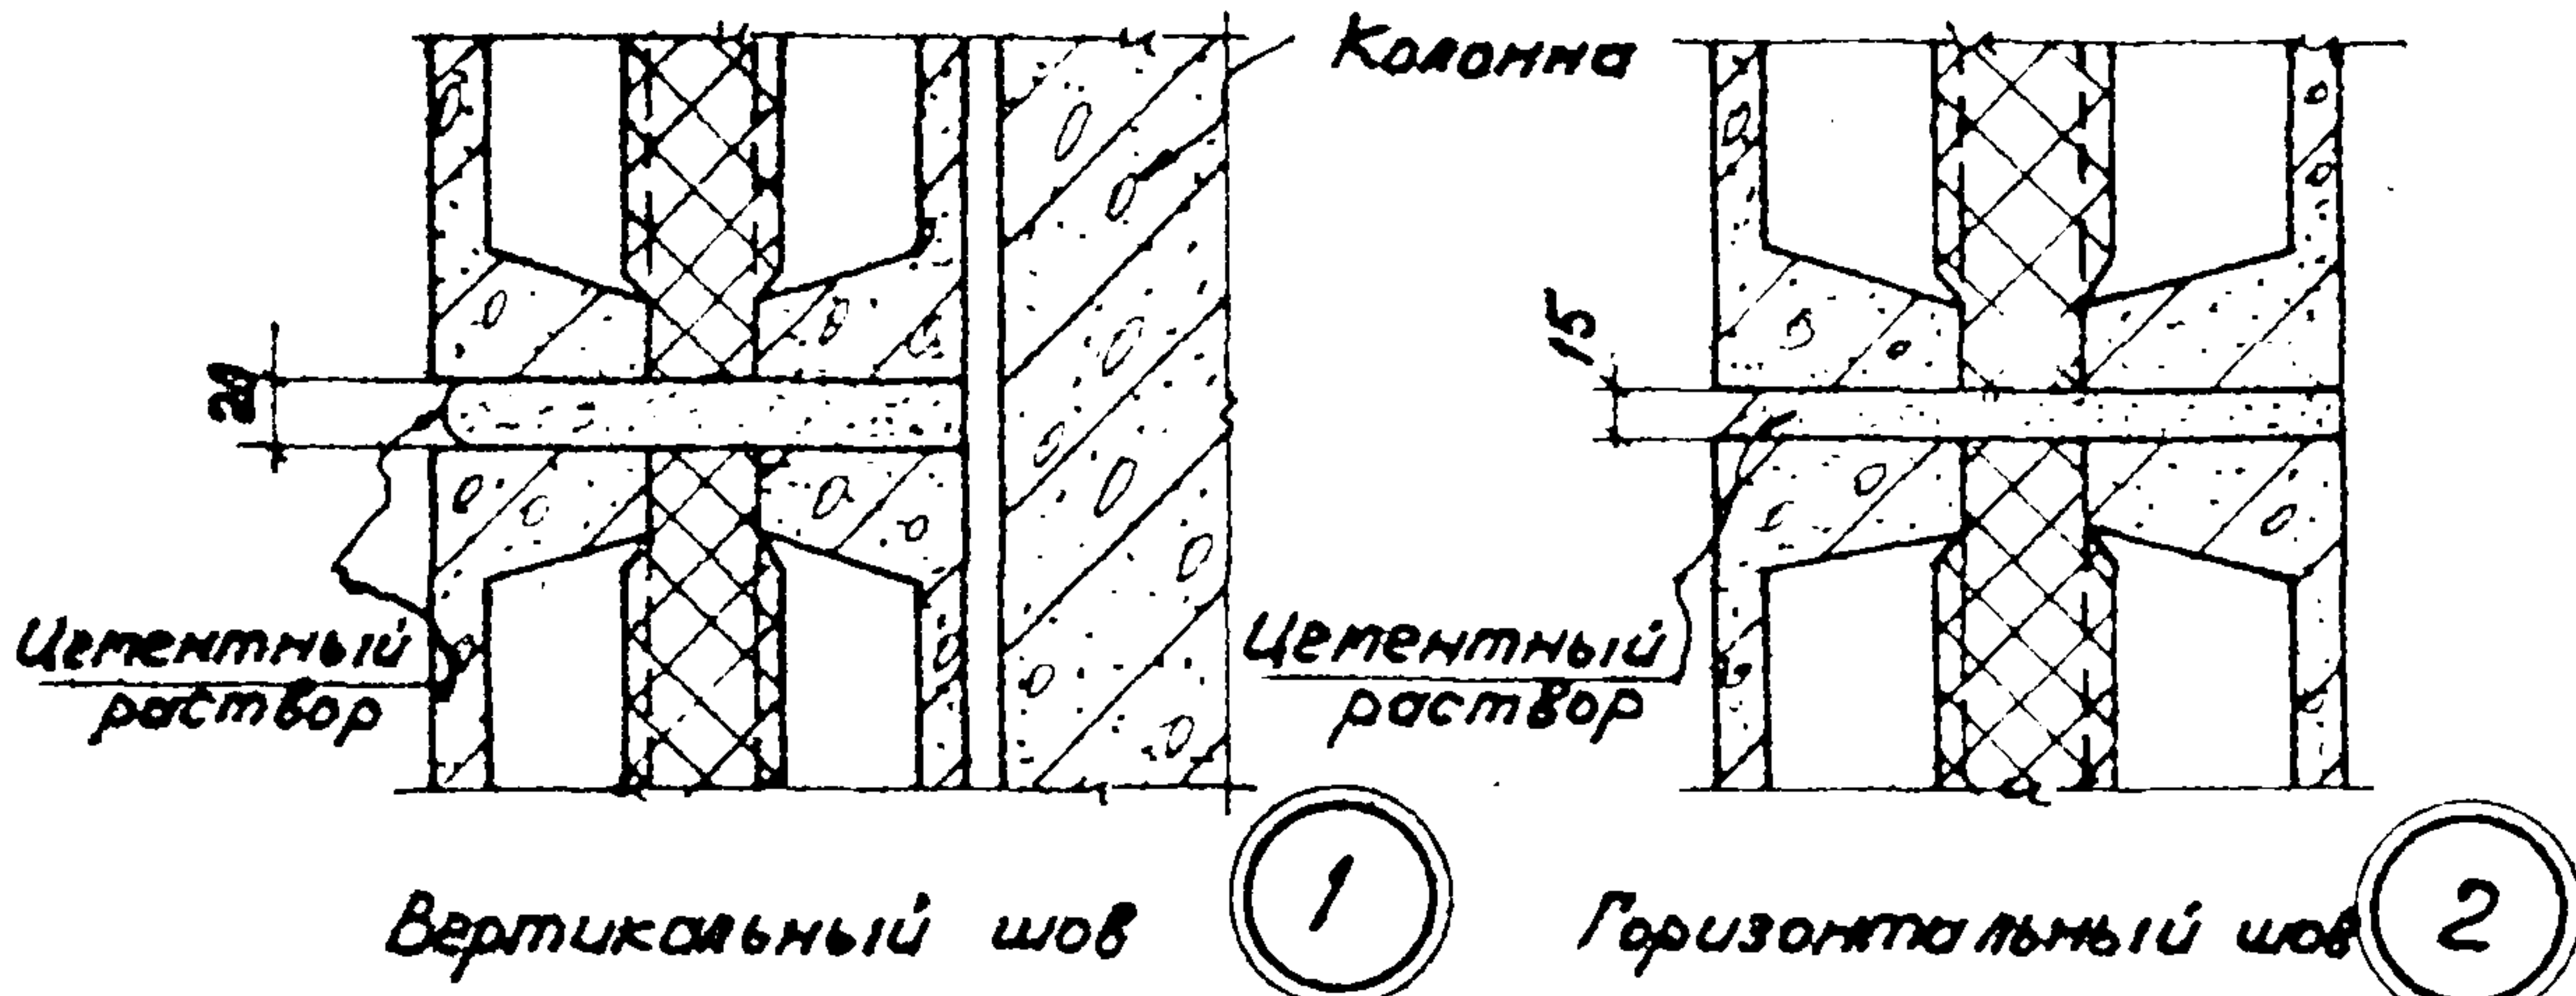 Колонна
20
15
Цементный
раствор
Цементный
раствор
Вертикальный шов
1
Горизонтальный шов
2